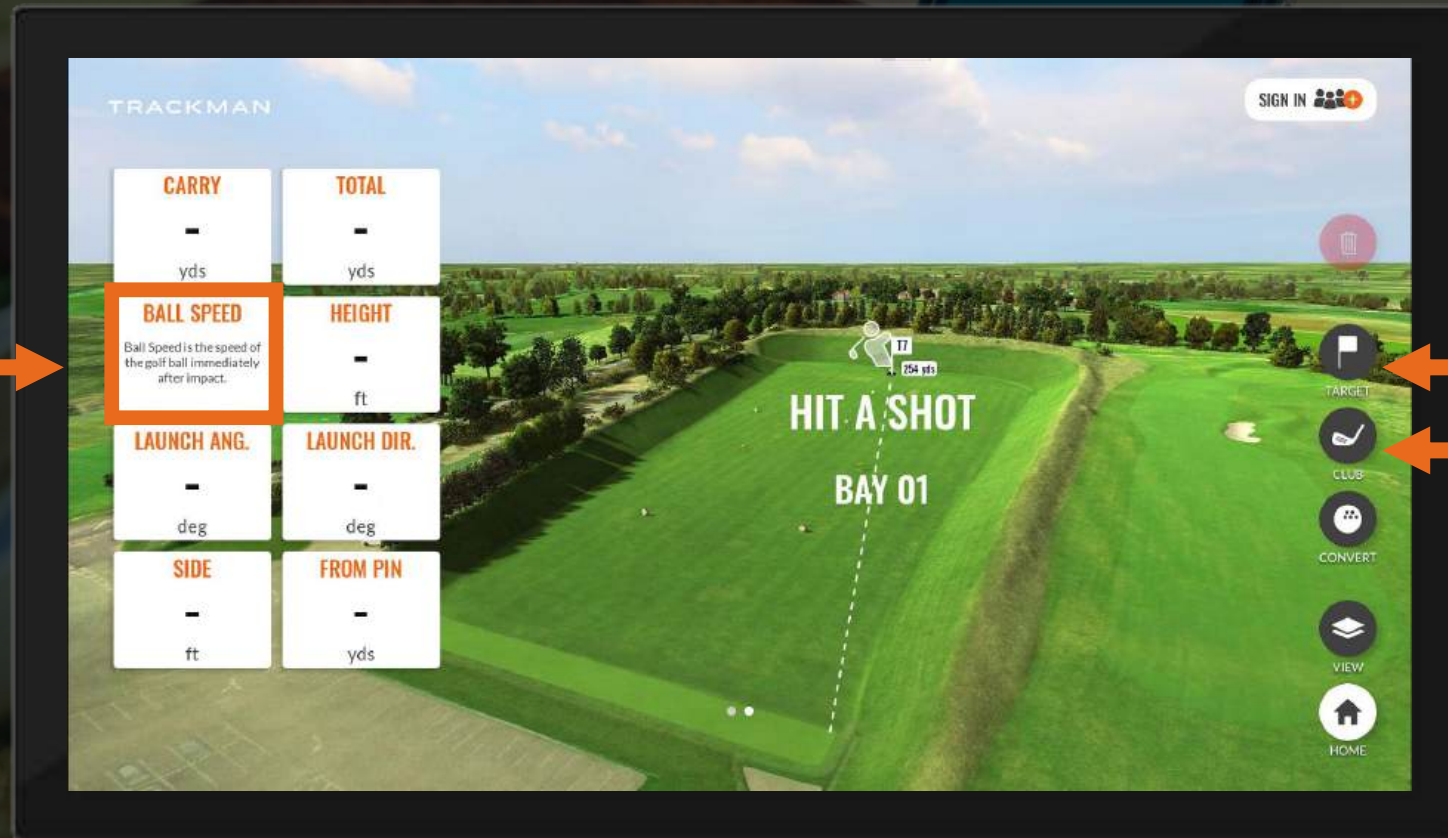 TRACKMAN
SIGN IN
CARRY
-
yds
TOTAL
-
yds
BALL SPEED
Ball Speed is the speed of
the golf ball immediately
after impact.
HEIGHT
-
ft
LAUNCH ANG.
-
deg
LAUNCH DIR.
-
deg
SIDE
-
ft
FROM PIN
-
yds
T7
254 yds
HIT A SHOT
BAY 01
TARGET
CLUB
CONVERT
VIEW
HOME